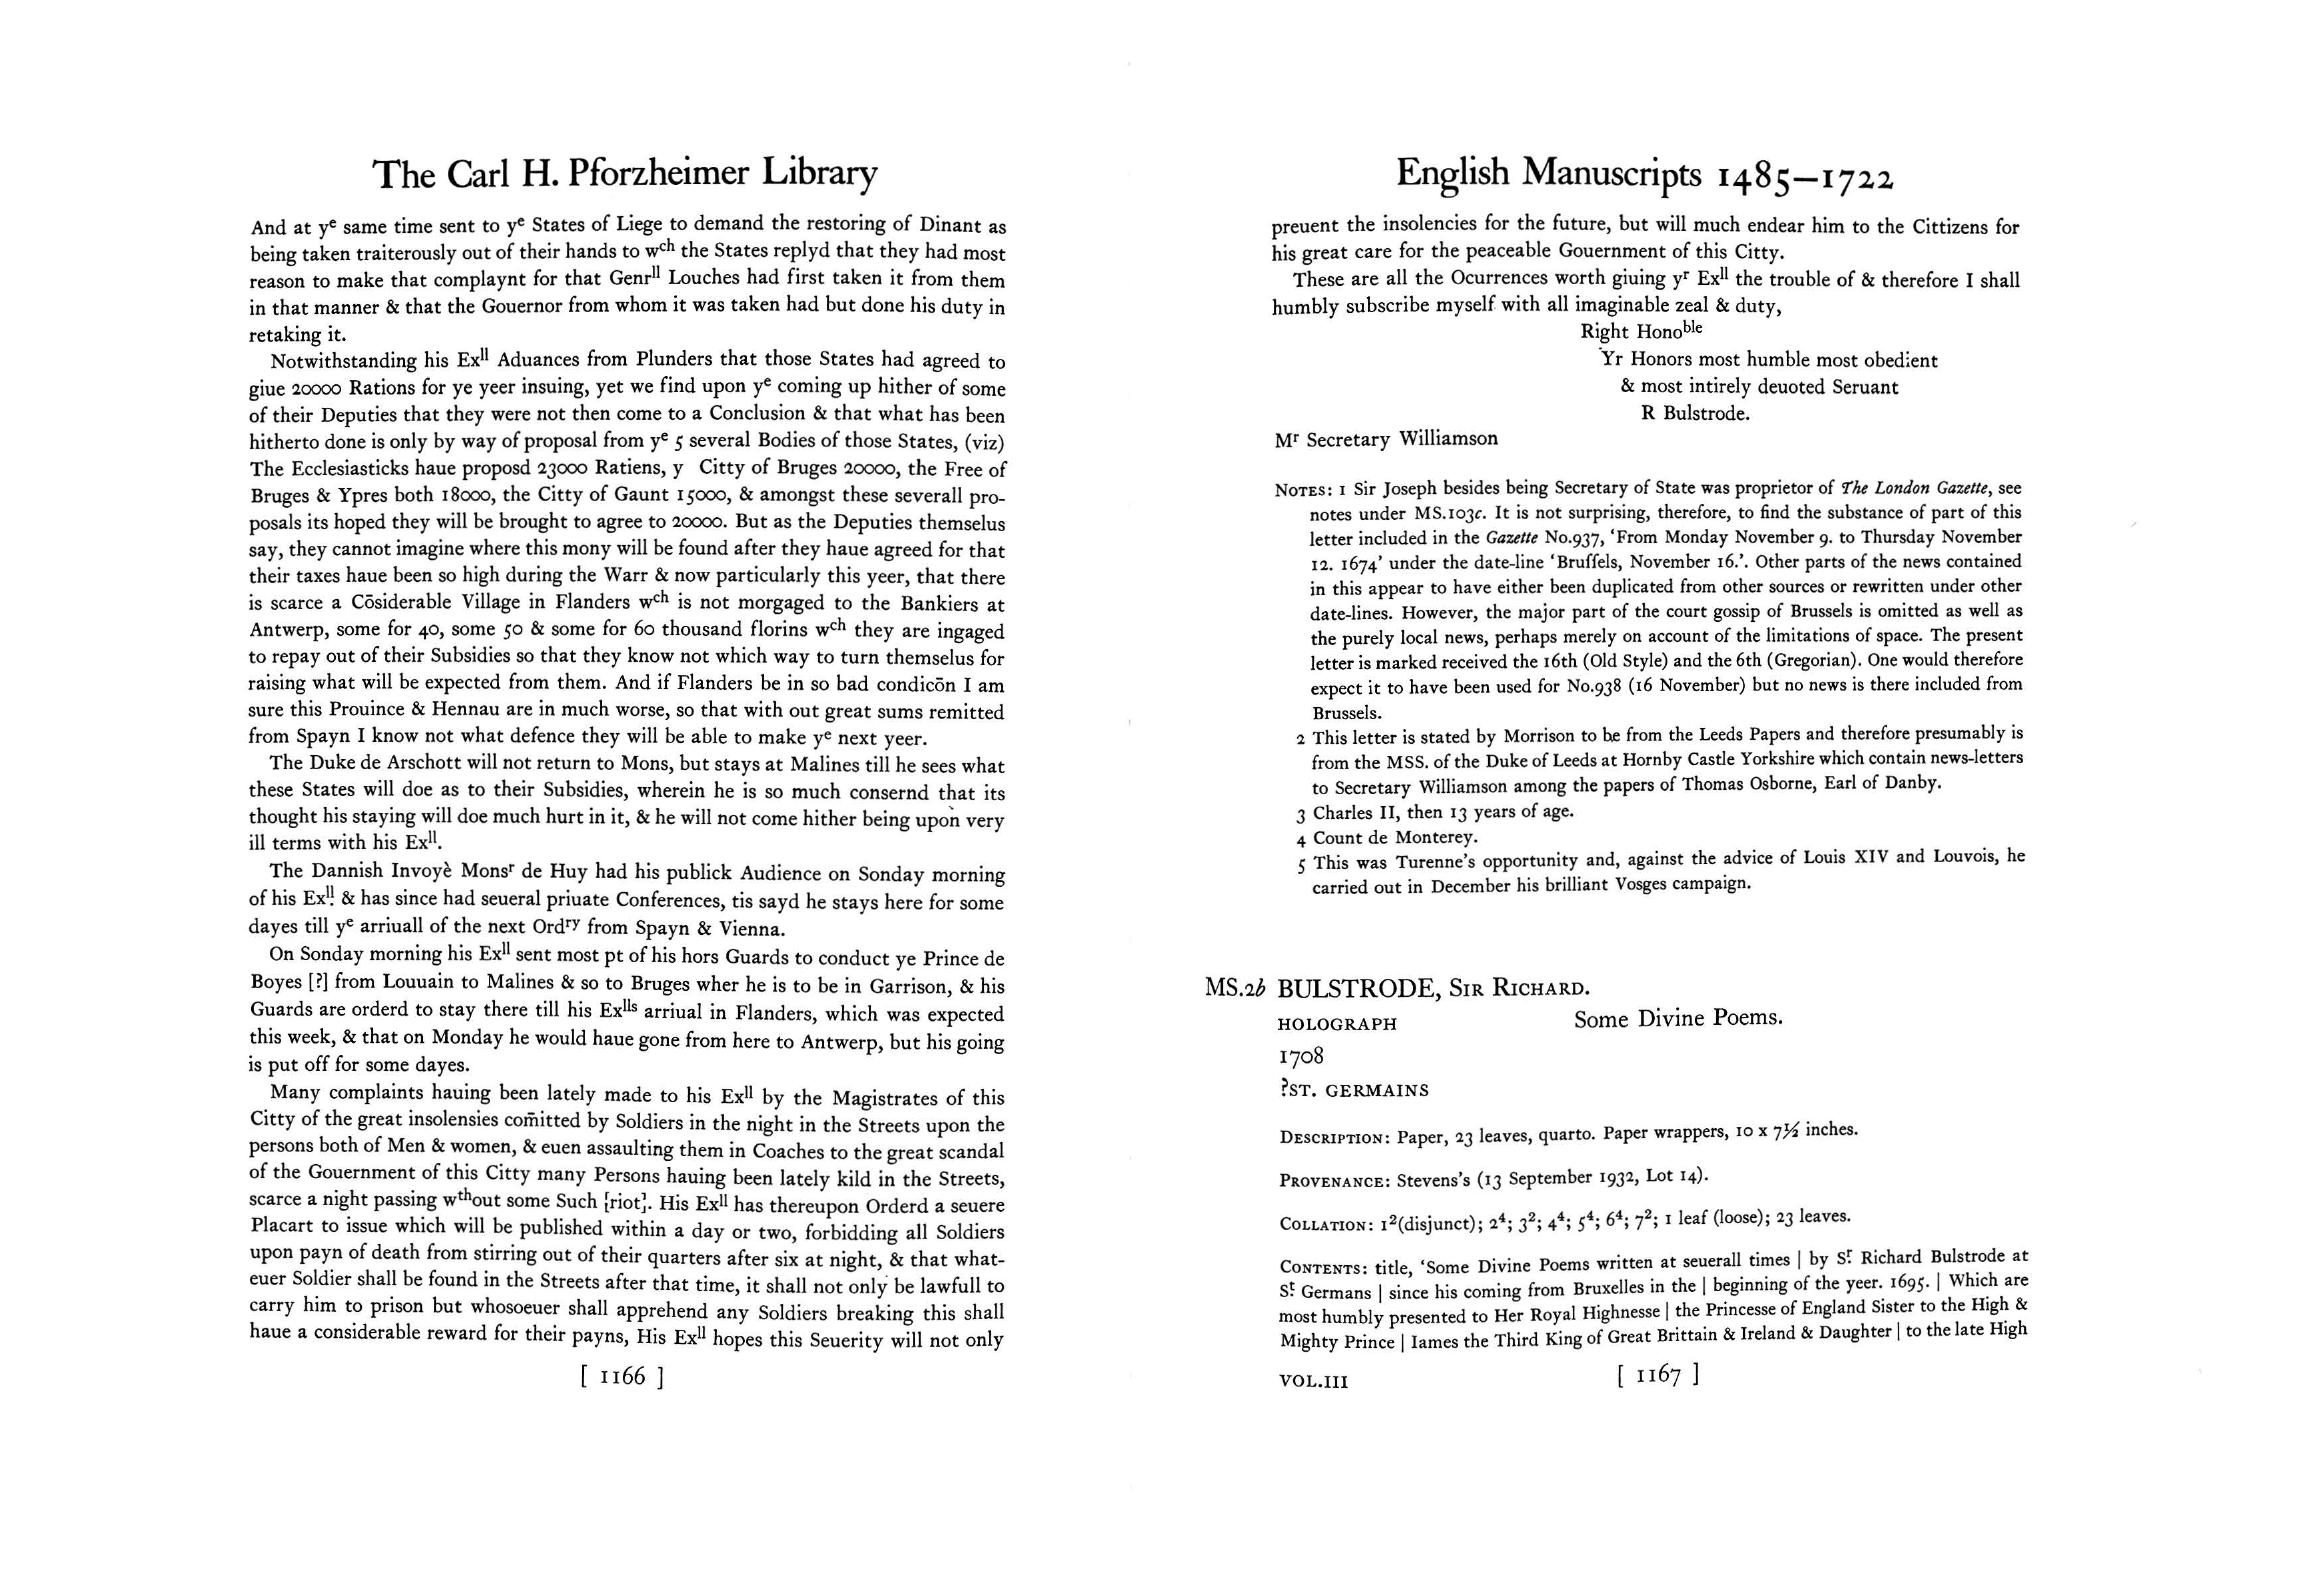 The Carl H. Pforzheimer Library
And at yᵉ same time sent to yᵉ States of Liege to demand the restoring of Dinant as
being taken traiterously out of their hands to wᶜʰ the States replyd that they had most
reason to make that complaynt for that Genrˡˡ Louches had first taken it from them
in that manner & that the Gouernor from whom it was taken had but done his duty in
retaking it.
Notwithstanding his Exˡˡ Aduances from Plunders that those States had agreed to
giue 20000 Rations for ye yeer insuing, yet we find upon yᵉ coming up hither of some
of their Deputies that they were not then come to a Conclusion & that what has been
hitherto done is only by way of proposal from yᵉ 5 several Bodies of those States, (viz)
The Ecclesiasticks haue proposd 23000 Ratiens, y Citty of Bruges 20000, the Free of
Bruges & Ypres both 18000, the Citty of Gaunt 15000, & amongst these severall pro-
posals its hoped they will be brought to agree to 20000. But as the Deputies themselus
say, they cannot imagine where this mony will be found after they haue agreed for that
their taxes haue been so high during the Warr & now particularly this yeer, that there
is scarce a Cōsiderable Village in Flanders wᶜʰ is not morgaged to the Bankiers at
Antwerp, some for 40, some 50 & some for 60 thousand florins wᶜʰ they are ingaged
to repay out of their Subsidies so that they know not which way to turn themselus for
raising what will be expected from them. And if Flanders be in so bad condicōn I am
sure this Prouince & Hennau are in much worse, so that with out great sums remitted
from Spayn I know not what defence they will be able to make yᵉ next yeer.
The Duke de Arschott will not return to Mons, but stays at Malines till he sees what
these States will doe as to their Subsidies, wherein he is so much consernd that its
thought his staying will doe much hurt in it, & he will not come hither being upon very
ill terms with his Exˡˡ.
The Dannish Invoyè Monsʳ de Huy had his publick Audience on Sonday morning
of his Exˡˡ. & has since had seueral priuate Conferences, tis sayd he stays here for some
dayes till yᵉ arriuall of the next Ordʳʸ from Spayn & Vienna.
On Sonday morning his Exˡˡ sent most pt of his hors Guards to conduct ye Prince de
Boyes [?] from Louuain to Malines & so to Bruges wher he is to be in Garrison, & his
Guards are orderd to stay there till his Exˡˡˢ arriual in Flanders, which was expected
this week, & that on Monday he would haue gone from here to Antwerp, but his going
is put off for some dayes.
Many complaints hauing been lately made to his Exˡˡ by the Magistrates of this
Citty of the great insolensies com̄itted by Soldiers in the night in the Streets upon the
persons both of Men & women, & euen assaulting them in Coaches to the great scandal
of the Gouernment of this Citty many Persons hauing been lately kild in the Streets,
scarce a night passing wᵗʰout some Such [riot]. His Exˡˡ has thereupon Orderd a seuere
Placart to issue which will be published within a day or two, forbidding all Soldiers
upon payn of death from stirring out of their quarters after six at night, & that what-
euer Soldier shall be found in the Streets after that time, it shall not only be lawfull to
carry him to prison but whosoeuer shall apprehend any Soldiers breaking this shall
haue a considerable reward for their payns, His Exˡˡ hopes this Seuerity will not only
[ 1166 ]
English Manuscripts 1485–1722
preuent the insolencies for the future, but will much endear him to the Cittizens for
his great care for the peaceable Gouernment of this Citty.
These are all the Ocurrences worth giuing yʳ Exˡˡ the trouble of & therefore I shall
humbly subscribe myself with all imaginable zeal & duty,
Right Honoᵇˡᵉ
Yr Honors most humble most obedient
& most intirely deuoted Seruant
R Bulstrode.
Mʳ Secretary Williamson
NOTES: 1 Sir Joseph besides being Secretary of State was proprietor of The London Gazette, see
notes under MS.103c. It is not surprising, therefore, to find the substance of part of this
letter included in the Gazette No.937, ‘From Monday November 9. to Thursday November
12. 1674’ under the date-line ‘Bruſſels, November 16.’. Other parts of the news contained
in this appear to have either been duplicated from other sources or rewritten under other
date-lines. However, the major part of the court gossip of Brussels is omitted as well as
the purely local news, perhaps merely on account of the limitations of space. The present
letter is marked received the 16th (Old Style) and the 6th (Gregorian). One would therefore
expect it to have been used for No.938 (16 November) but no news is there included from
Brussels.
2 This letter is stated by Morrison to be from the Leeds Papers and therefore presumably is
from the MSS. of the Duke of Leeds at Hornby Castle Yorkshire which contain news-letters
to Secretary Williamson among the papers of Thomas Osborne, Earl of Danby.
3 Charles II, then 13 years of age.
4 Count de Monterey.
5 This was Turenne’s opportunity and, against the advice of Louis XIV and Louvois, he
carried out in December his brilliant Vosges campaign.
MS.2b BULSTRODE, SIR RICHARD.
HOLOGRAPH Some Divine Poems.
1708
?ST. GERMAINS
DESCRIPTION: Paper, 23 leaves, quarto. Paper wrappers, 10 x 7½ inches.
PROVENANCE: Stevens’s (13 September 1932, Lot 14).
COLLATION: 1²(disjunct); 2⁴; 3²; 4⁴; 5⁴; 6⁴; 7²; 1 leaf (loose); 23 leaves.
CONTENTS: title, ‘Some Divine Poems written at seuerall times | by Sʳ. Richard Bulstrode at
Sᵗ. Germans | since his coming from Bruxelles in the | beginning of the year. 1695. | Which are
most humbly presented to Her Royal Highnesse | the Princesse of England Sister to the High &
Mighty Prince | Iames the Third King of Great Brittain & Ireland & Daughter | to the late High
VOL.III [ 1167 ]